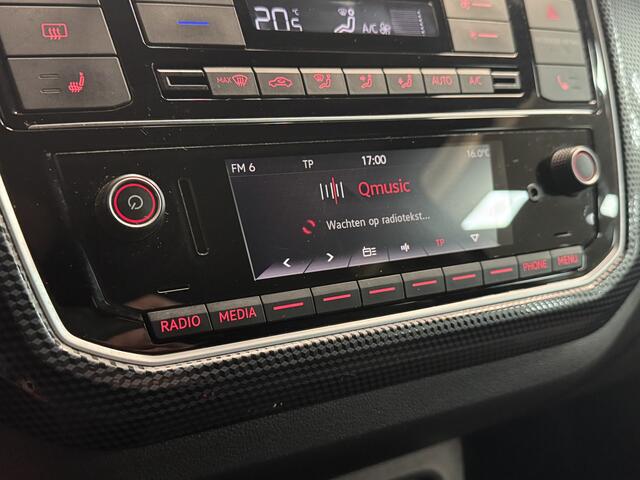 20.5
A/C
MAX
AUTO
A/C
FM 6 TP 17:00 16.0°C
Qmusic
Wachten op radiotekst...
TP
RADIO MEDIA PHONE MENU